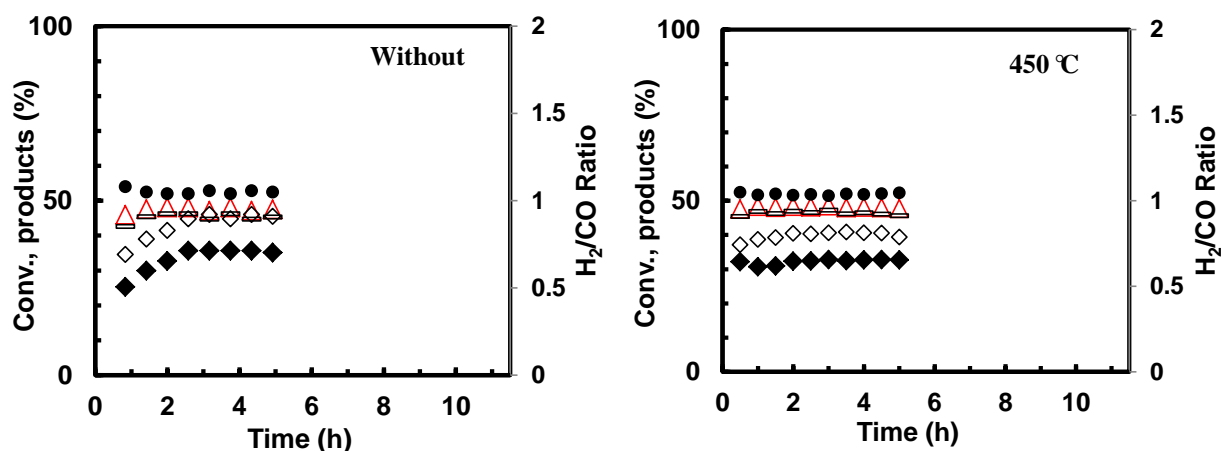 Conv., products (%)
100
50
0
Without
2
1.5
1
0.5
0
H₂/CO Ratio
0 2 4 6 8 10
Time (h)
Conv., products (%)
100
50
0
450 ℃
2
1.5
1
0.5
0
H₂/CO Ratio
0 2 4 6 8 10
Time (h)